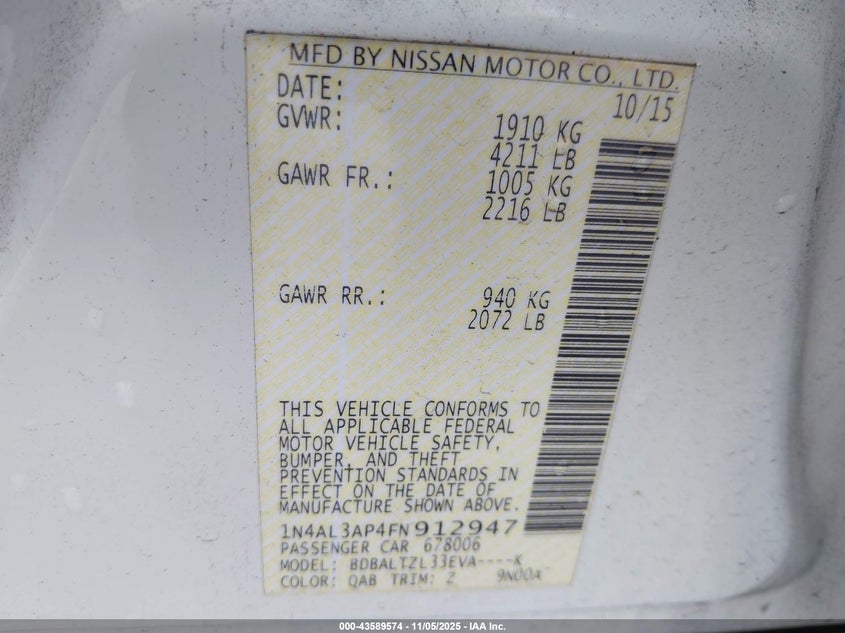 MFD BY NISSAN MOTOR CO., LTD.
DATE: 10/15
GVWR: 1910 KG
4211 LB
GAWR FR.: 1005 KG
2216 LB
GAWR RR.: 940 KG
2072 LB
THIS VEHICLE CONFORMS TO
ALL APPLICABLE FEDERAL
MOTOR VEHICLE SAFETY,
BUMPER, AND THEFT
PREVENTION STANDARDS IN
EFFECT ON THE DATE OF
MANUFACTURE SHOWN ABOVE.
1N4AL3AP4FN912947
PASSENGER CAR 678006
MODEL: BDBALTZL33EVA----K
COLOR: QAB TRIM: Z 9N00A
000-43589574 - 11/05/2025 - IAA Inc.